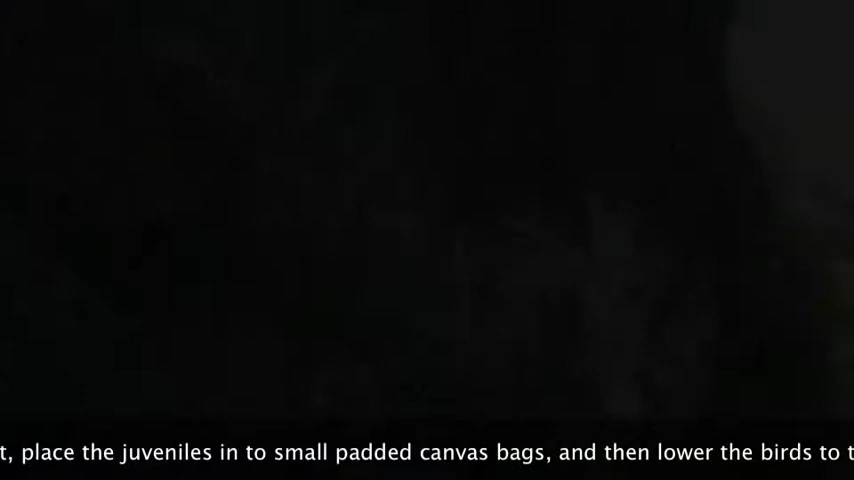 t, place the juveniles in to small padded canvas bags, and then lower the birds to t